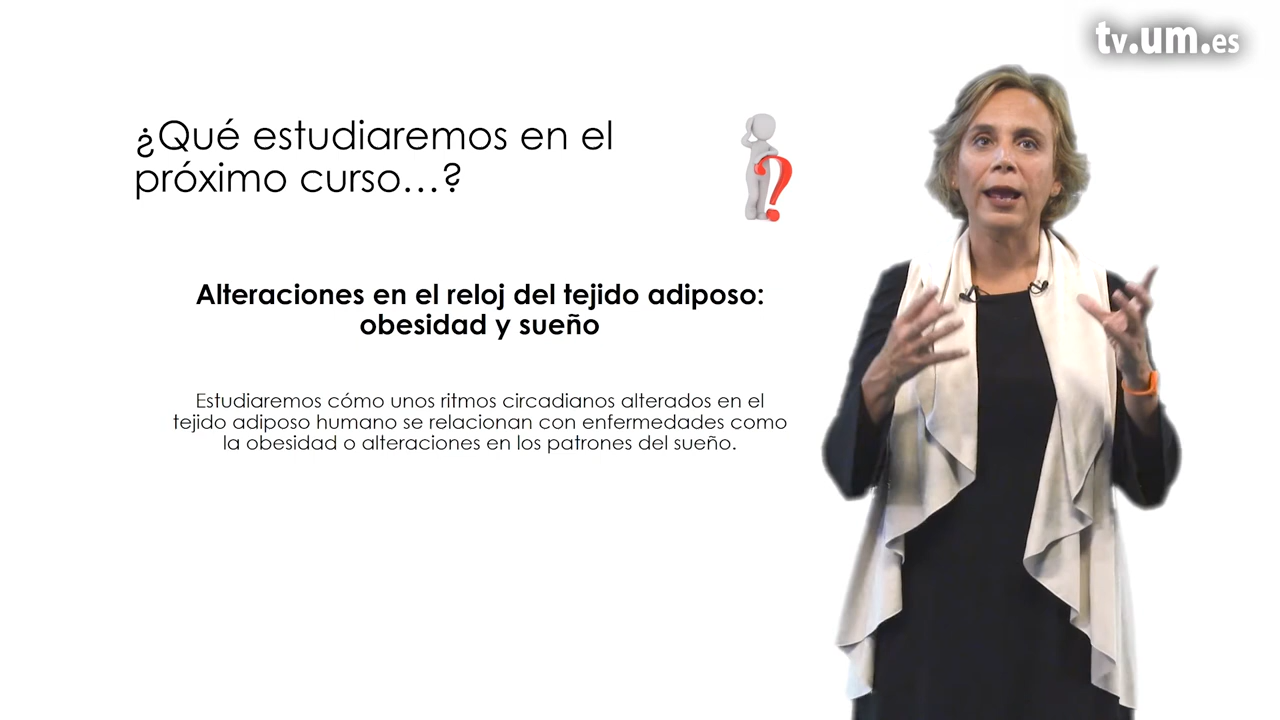 tv.um.es
¿Qué estudiaremos en el
próximo curso...?
Alteraciones en el reloj del tejido adiposo:
obesidad y sueño
Estudiaremos cómo unos ritmos circadianos alterados en el
tejido adiposo humano se relacionan con enfermedades como
la obesidad o alteraciones en los patrones del sueño.